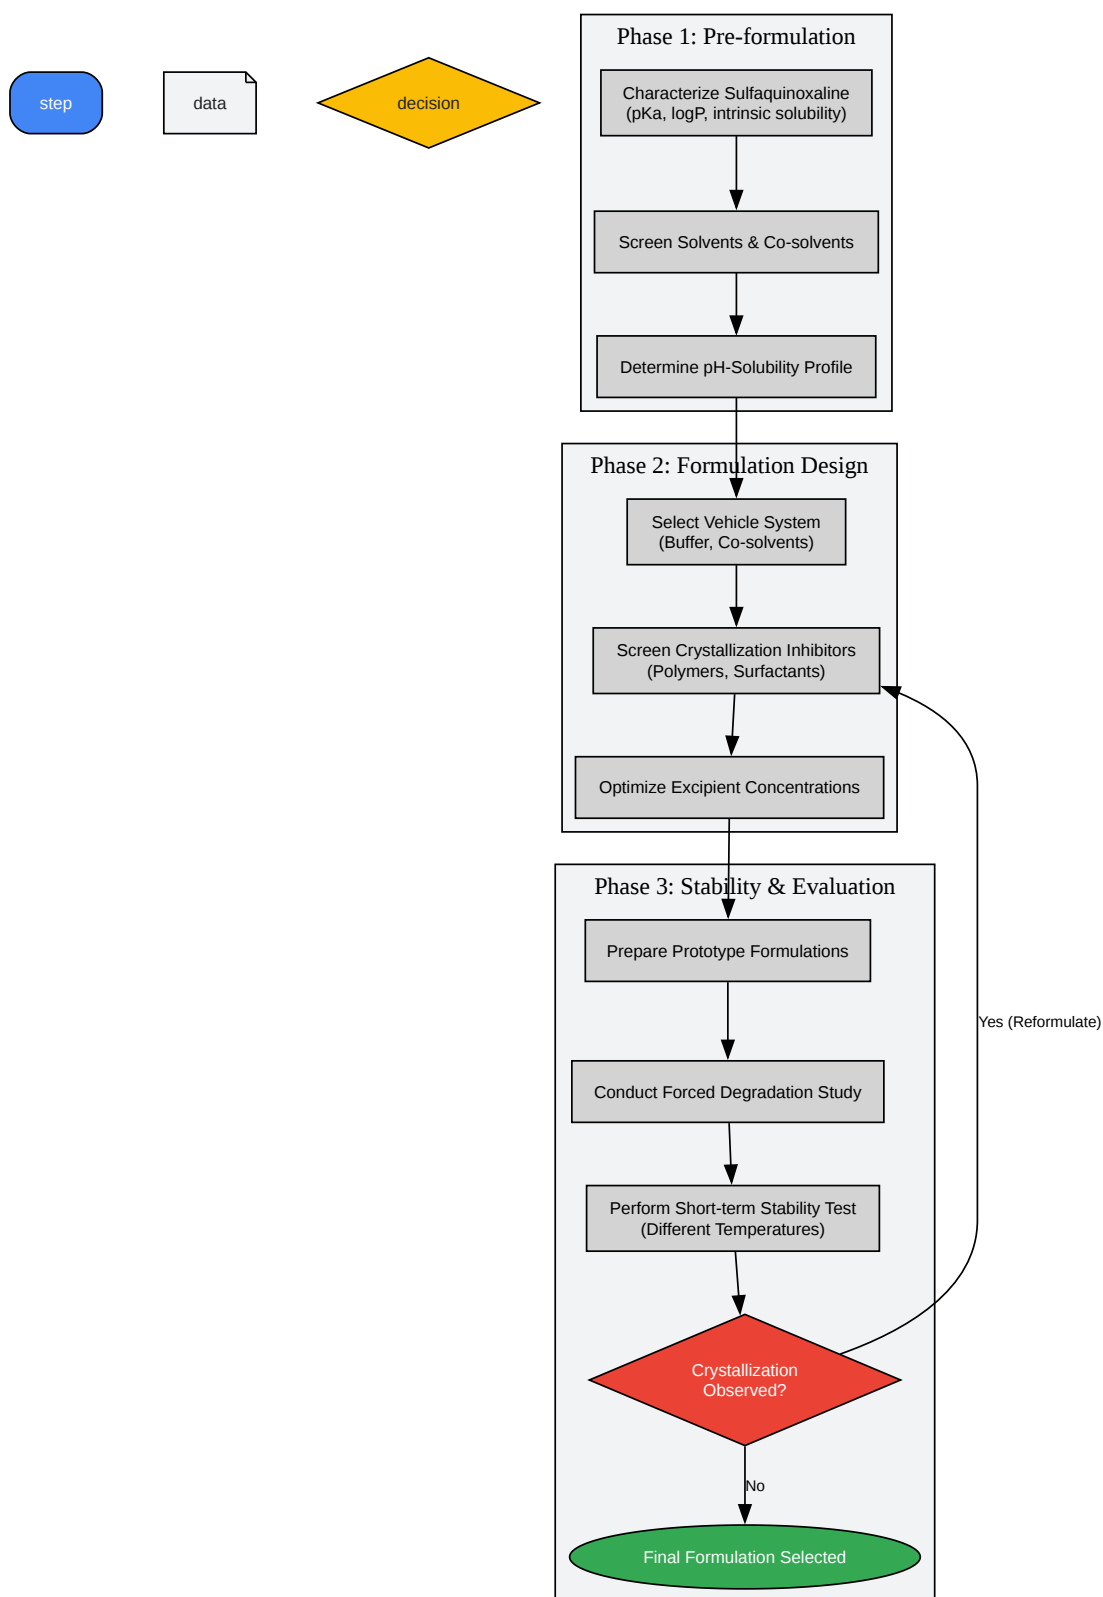 step
data
decision
Phase 1: Pre-formulation
Characterize Sulfaquinoxaline
(pKa, logP, intrinsic solubility)
Screen Solvents & Co-solvents
Determine pH-Solubility Profile
Phase 2: Formulation Design
Select Vehicle System
(Buffer, Co-solvents)
Screen Crystallization Inhibitors
(Polymers, Surfactants)
Optimize Excipient Concentrations
Phase 3: Stability & Evaluation
Prepare Prototype Formulations
Yes (Reformulate)
Conduct Forced Degradation Study
Perform Short-term Stability Test
(Different Temperatures)
Crystallization
Observed?
No
Final Formulation Selected